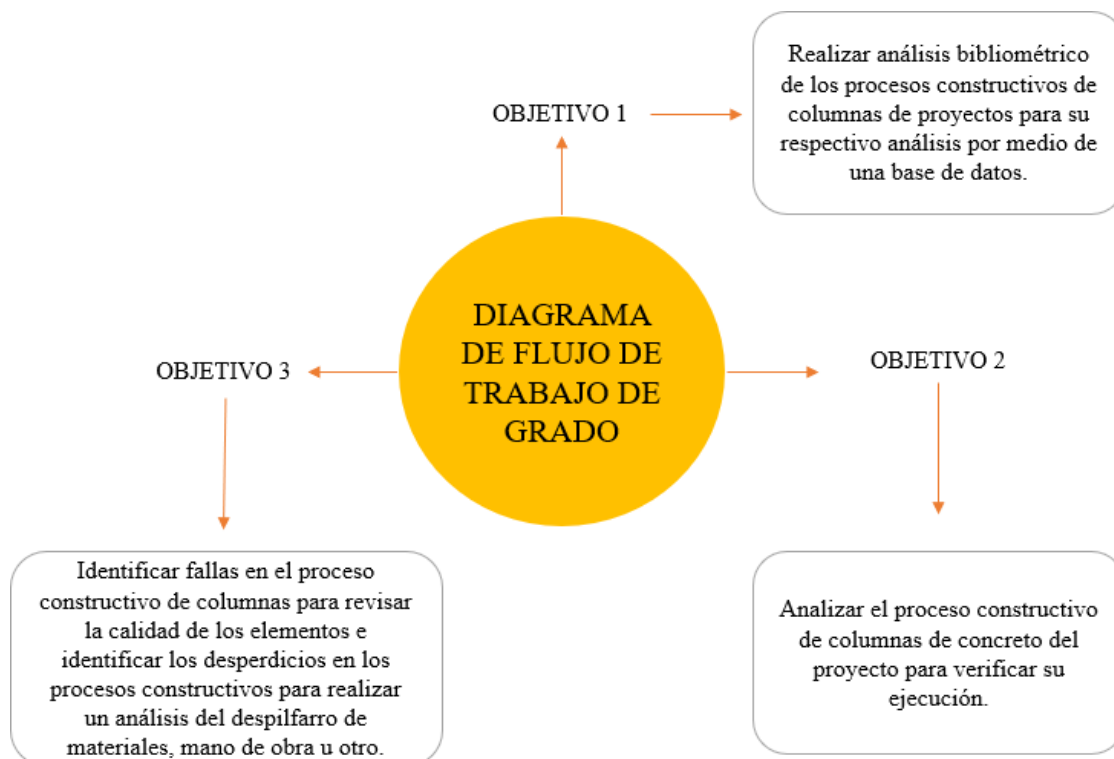 OBJETIVO 1
Realizar análisis bibliométrico
de los procesos constructivos de
columnas de proyectos para su
respectivo análisis por medio de
una base de datos.
DIAGRAMA
DE FLUJO DE
TRABAJO DE
GRADO
OBJETIVO 2
Analizar el proceso constructivo
de columnas de concreto del
proyecto para verificar su
ejecución.
OBJETIVO 3
Identificar fallas en el proceso
constructivo de columnas para revisar
la calidad de los elementos e
identificar los desperdicios en los
procesos constructivos para realizar
un análisis del despilfarro de
materiales, mano de obra u otro.